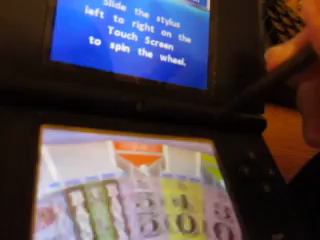 Slide the stylus
left to right on the
Touch Screen
to spin the wheel.